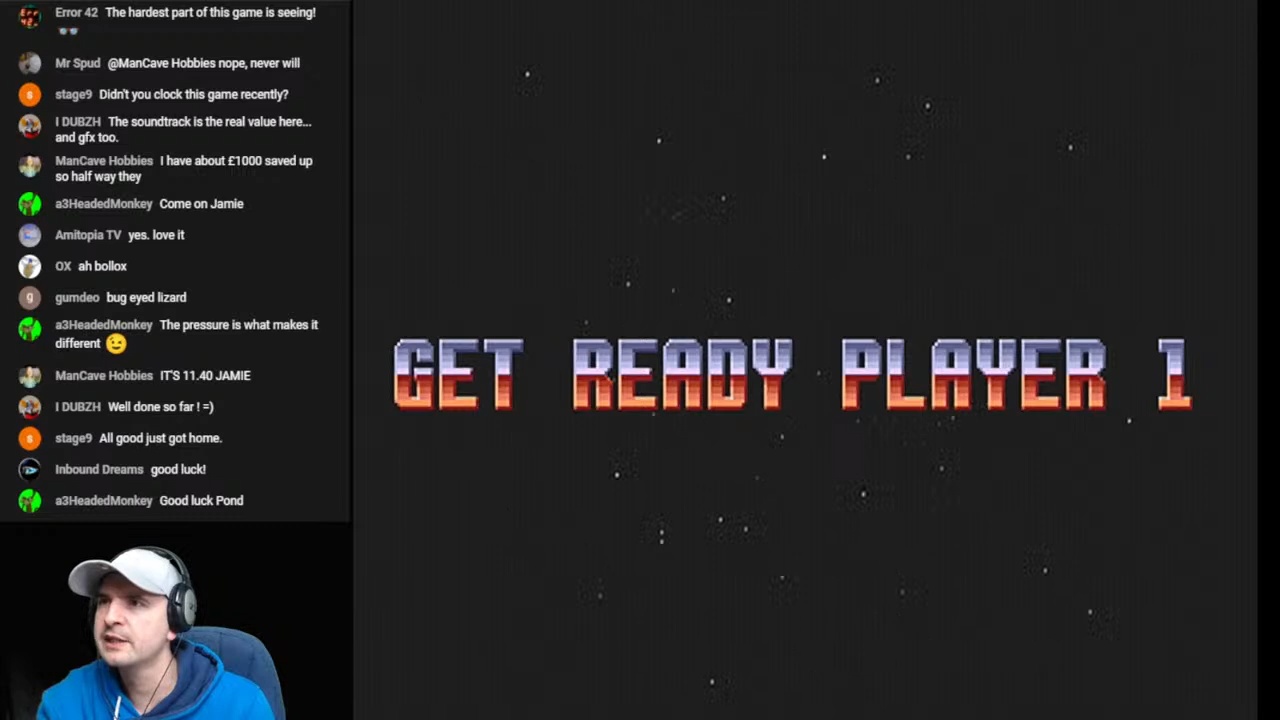 Error 42 The hardest part of this game is seeing!
Mr Spud @ManCave Hobbies nope, never will
s stage9 Didn't you clock this game recently?
I DUBZH The soundtrack is the real value here...
and gfx too.
ManCave Hobbies I have about £1000 saved up
so half way they
a3HeadedMonkey Come on Jamie
Amitopia TV yes. love it
OX ah bollox
g gumdeo bug eyed lizard
a3HeadedMonkey The pressure is what makes it
different
ManCave Hobbies IT'S 11.40 JAMIE
I DUBZH Well done so far ! =)
s stage9 All good just got home.
Inbound Dreams good luck!
a3HeadedMonkey Good luck Pond
GET READY PLAYER 1